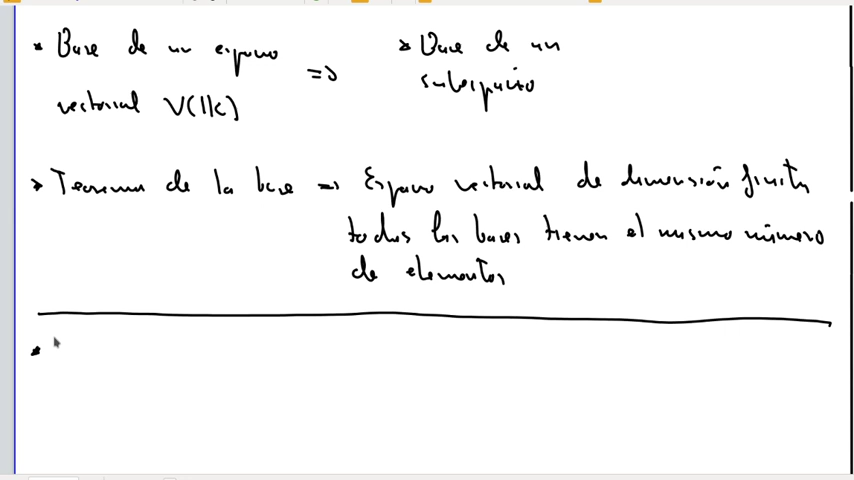 * Base de un espacio
vectorial V(IK)
=>
* Base de un
subespacio
* Teorema de la base => Espacio vectorial de dimensión finita
todas las bases tienen el mismo número
de elementos
*